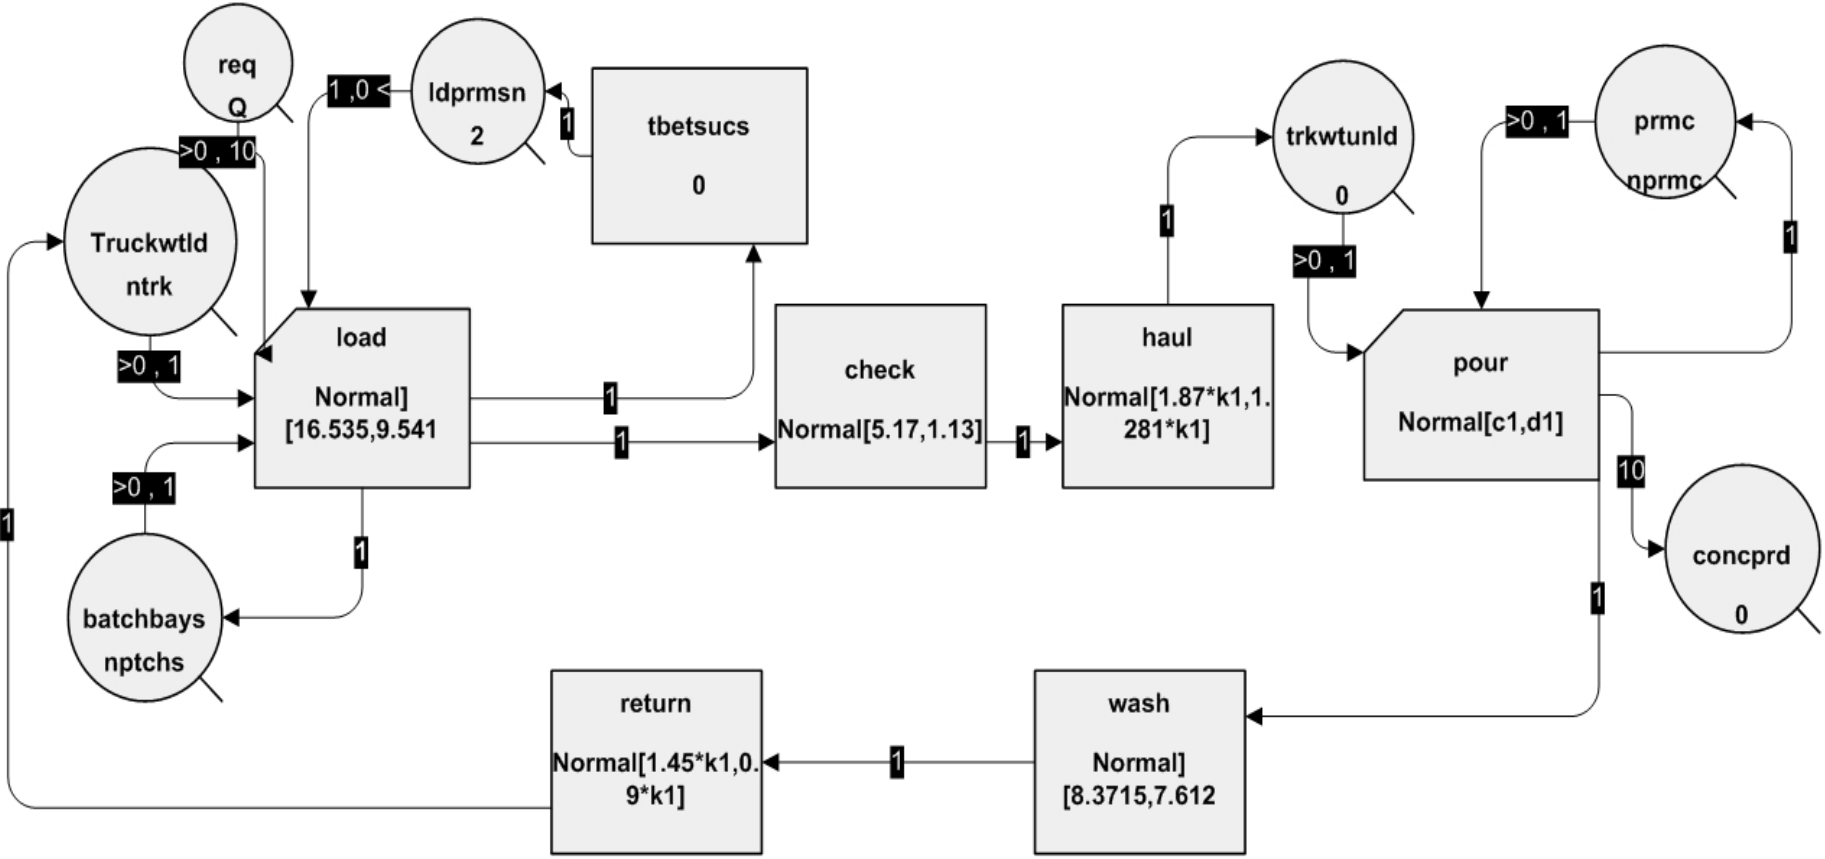 req
Q
>0 , 10
Truckwtld
ntrk
>0 , 1
1 ,0 <
ldprmsn
2
1
tbetsucs
0
load
Normal]
[16.535,9.541
1
1
check
Normal[5.17,1.13]
1
haul
Normal[1.87*k1,1.
281*k1]
1
trkwtunld
0
>0 , 1
>0 , 1
prmc
nprmc
1
pour
Normal[c1,d1]
10
concprd
0
1
>0 , 1
batchbays
nptchs
1
1
return
Normal[1.45*k1,0.
9*k1]
1
wash
Normal]
[8.3715,7.612